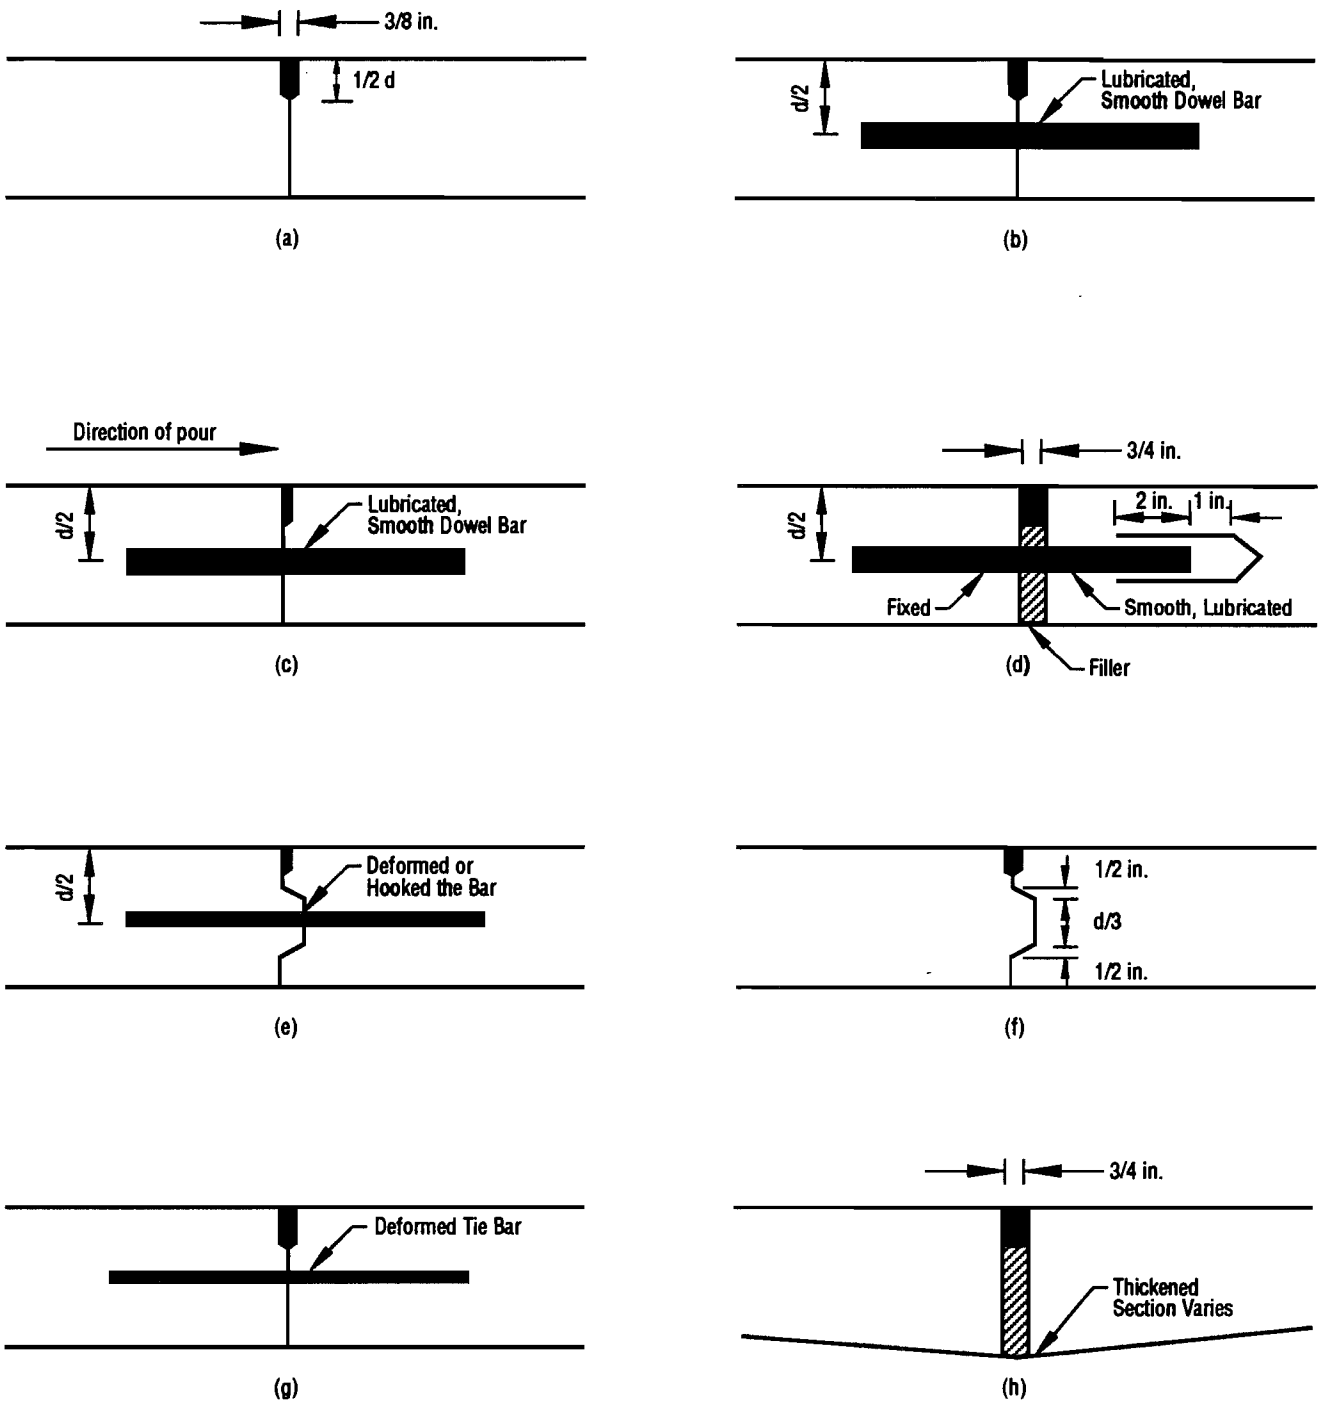 3/8 in.
1/2 d
(a)
d/2
Lubricated,
Smooth Dowel Bar
(b)
Direction of pour
d/2
Lubricated,
Smooth Dowel Bar
(c)
3/4 in.
d/2
2 in.
1 in.
Fixed
Smooth, Lubricated
Filler
(d)
d/2
Deformed or
Hooked the Bar
(e)
1/2 in.
d/3
1/2 in.
(f)
Deformed Tie Bar
(g)
3/4 in.
Thickened
Section Varies
(h)